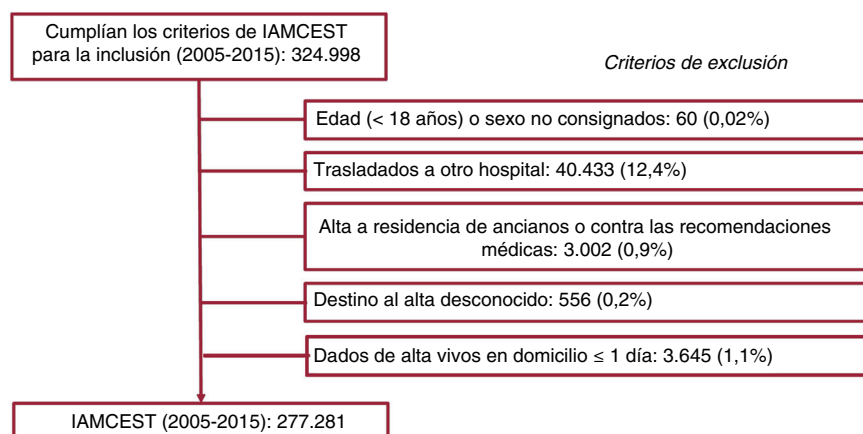 Cumplían los criterios de IAMCEST
para la inclusión (2005-2015): 324.998
Criterios de exclusión
Edad (< 18 años) o sexo no consignados: 60 (0,02%)
Trasladados a otro hospital: 40.433 (12,4%)
Alta a residencia de ancianos o contra las recomendaciones
médicas: 3.002 (0,9%)
Destino al alta desconocido: 556 (0,2%)
Dados de alta vivos en domicilio ≤ 1 día: 3.645 (1,1%)
IAMCEST (2005-2015): 277.281